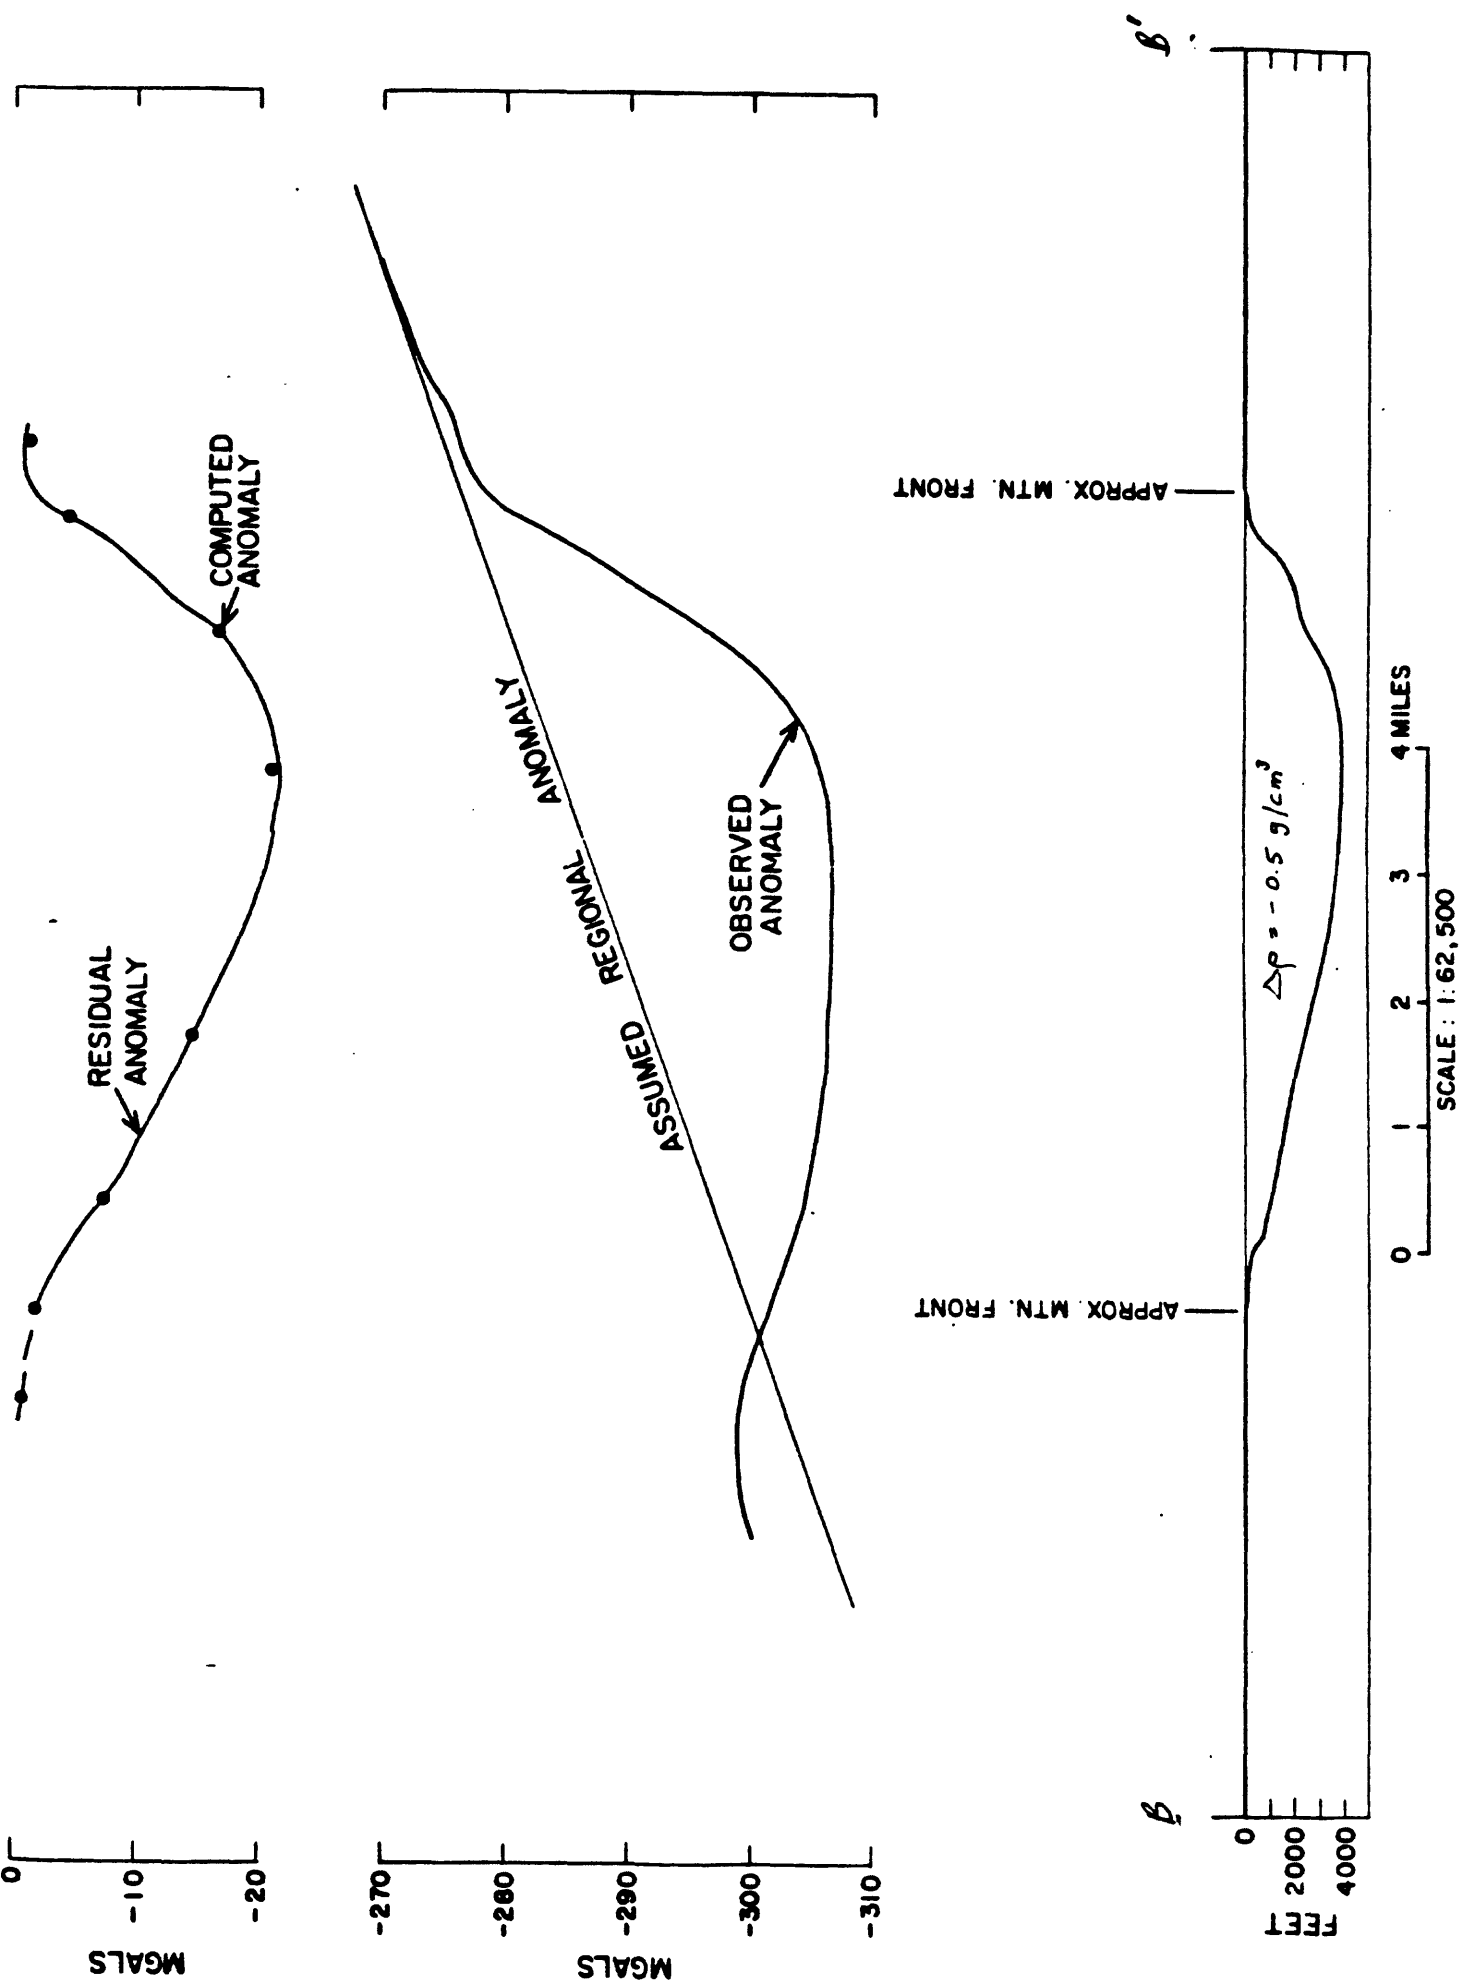 0
-10
-20
MGALS
RESIDUAL
ANOMALY
COMPUTED
ANOMALY
-270
-280
-290
-300
-310
MGALS
ASSUMED REGIONAL ANOMALY
OBSERVED
ANOMALY
APPROX. MTN. FRONT
APPROX. MTN. FRONT
B
B'
0
2000
4000
FEET
Δρ = -0.5 g/cm³
0 1 2 3 4 MILES
SCALE: 1:62,500